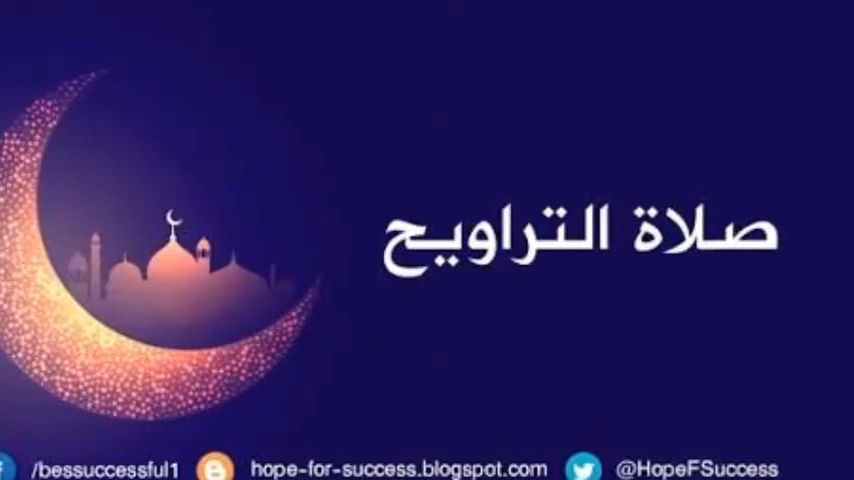 صلاة التراويح
/bessuccessful1 hope-for-success.blogspot.com @HopeFSuccess